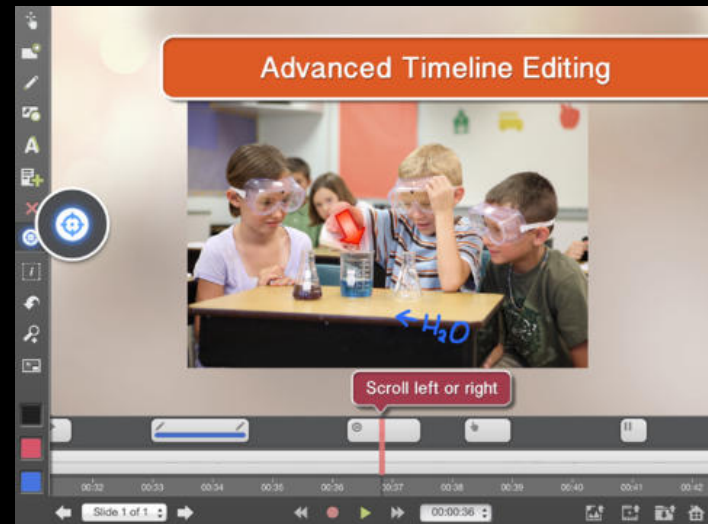 Advanced Timeline Editing
← H₂O
Scroll left or right
00:32 00:33 00:34 00:35 00:36 00:37 00:38 00:39 00:40 00:41 00:42
Slide 1 of 1
00:00:36